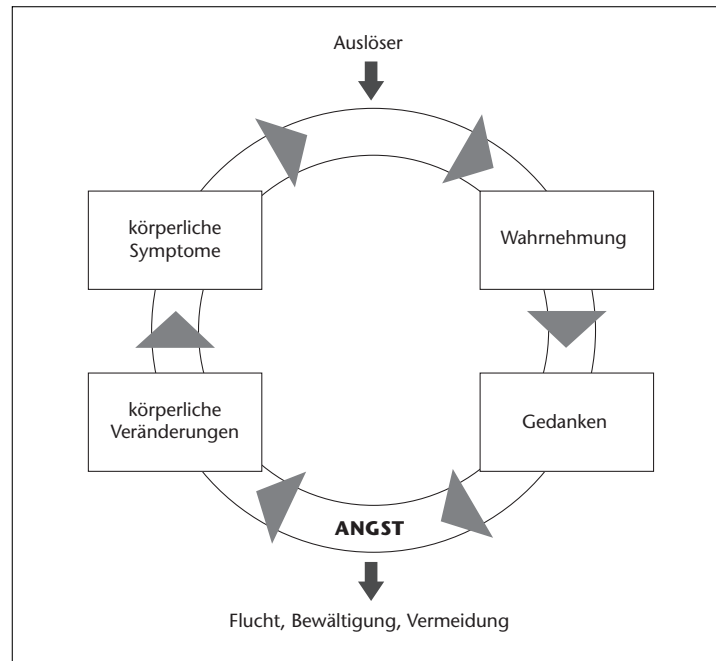 Auslöser
körperliche
Symptome
Wahrnehmung
körperliche
Veränderungen
Gedanken
ANGST
Flucht, Bewältigung, Vermeidung